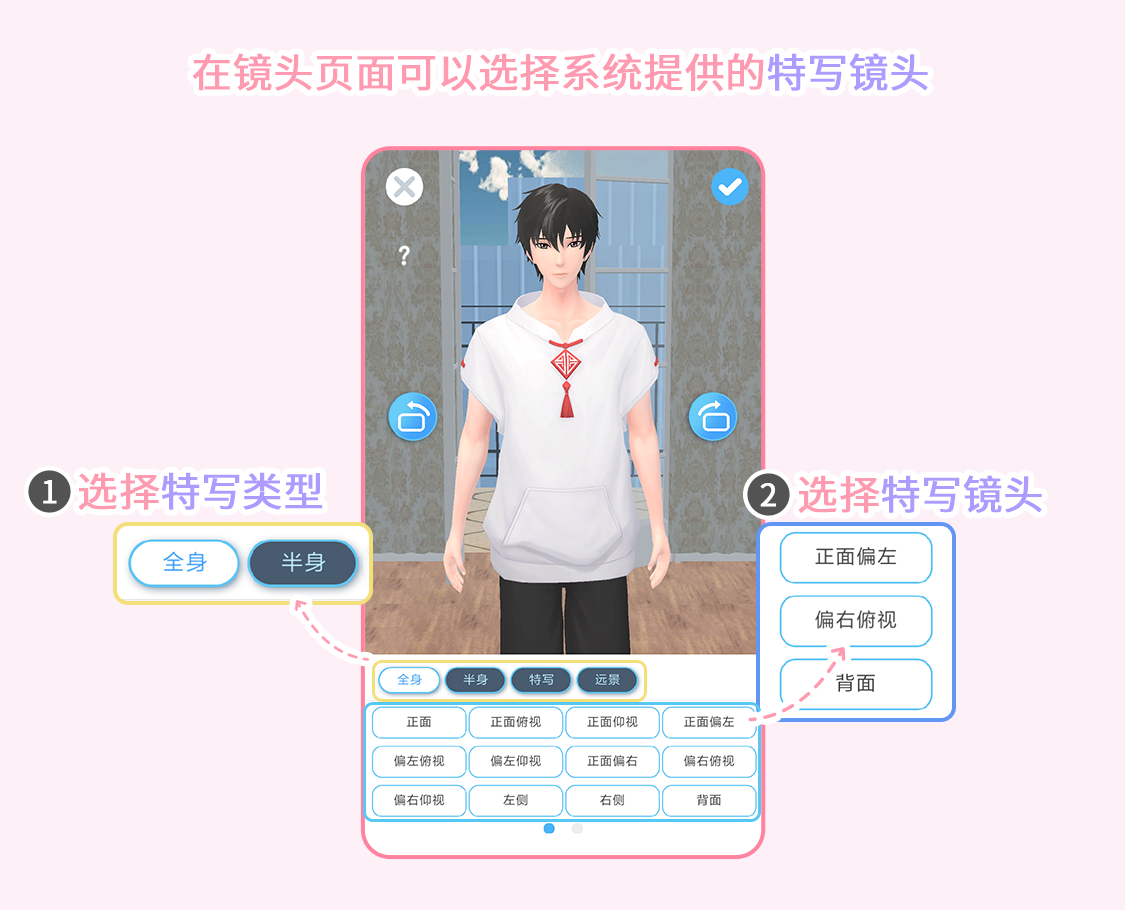 在镜头页面可以选择系统提供的特写镜头
?
1 选择特写类型
全身 半身
2 选择特写镜头
正面偏左
偏右俯视
背面
全身 半身 特写 远景
正面 正面俯视 正面仰视 正面偏左
偏左俯视 偏左仰视 正面偏右 偏右俯视
偏右仰视 左侧 右侧 背面